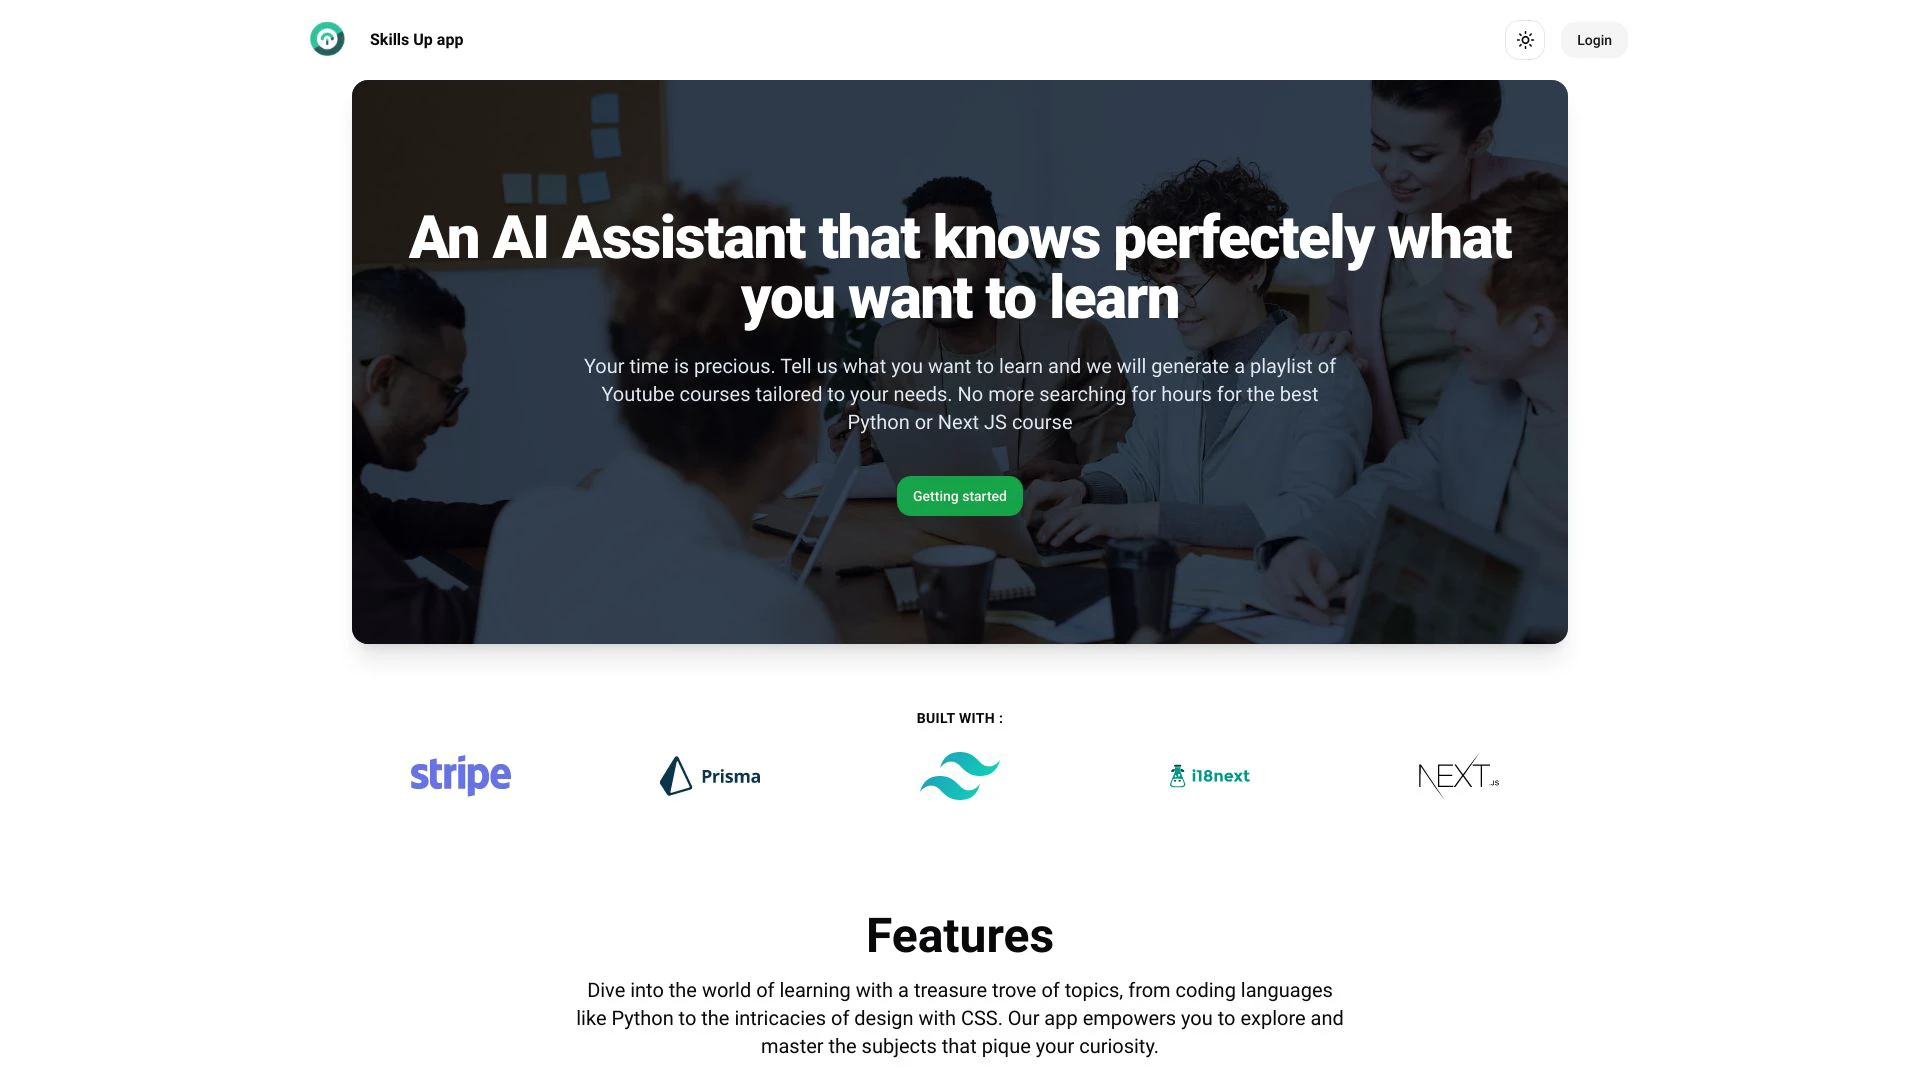 Skills Up app
Login
An AI Assistant that knows perfectely what
you want to learn
Your time is precious. Tell us what you want to learn and we will generate a playlist of
Youtube courses tailored to your needs. No more searching for hours for the best
Python or Next JS course
Getting started
BUILT WITH :
stripe
Prisma
i18next
NEXT.JS
Features
Dive into the world of learning with a treasure trove of topics, from coding languages
like Python to the intricacies of design with CSS. Our app empowers you to explore and
master the subjects that pique your curiosity.